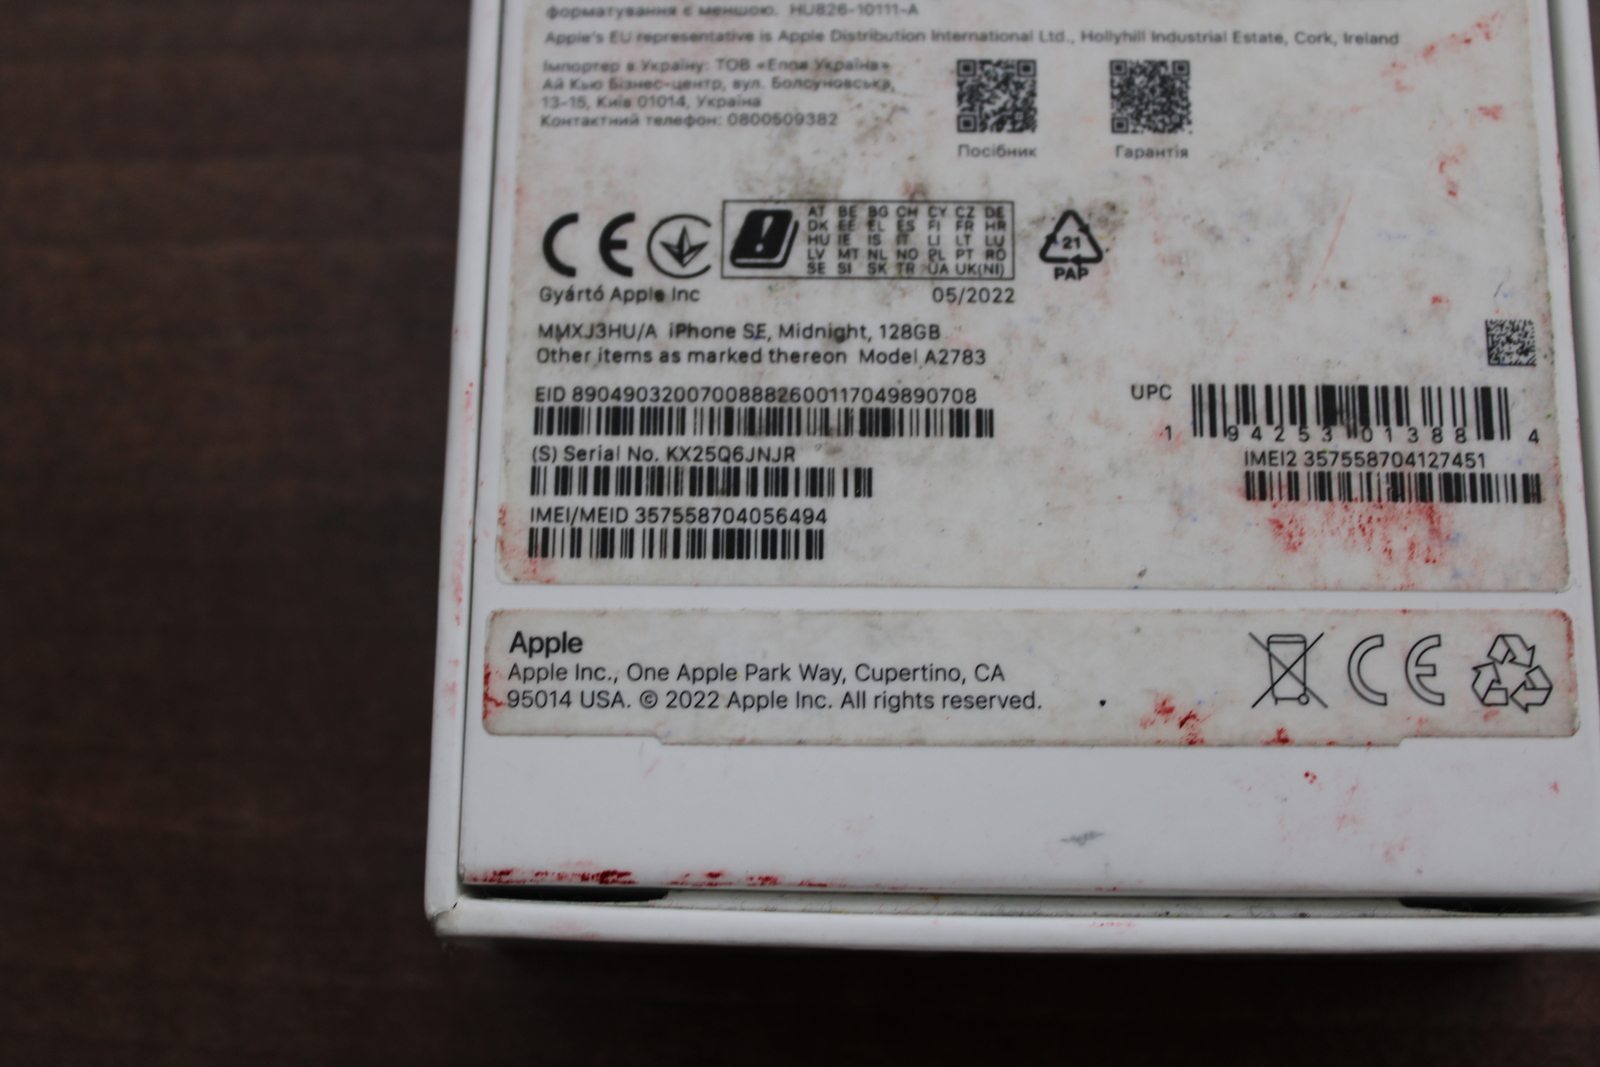 форматування є меншою. HU826-10111-A
Apple's EU representative is Apple Distribution International Ltd., Hollyhill Industrial Estate, Cork, Ireland
Імпортер в Україну: ТОВ «Епол Україна»
Ай Кью Бізнес-центр, вул. Болсуновська,
13-15, Київ 01014, Україна
Контактний телефон: 0800509382
Посібник
Гарантія
CE
AT BE BG CH CY CZ DE
DK EE EL ES FI FR HR
HU IE IS IT LI LT LU
LV MT NL NO PL PT RO
SE SI SK TR UA UK(NI)
21
PAP
Gyártó Apple Inc
05/2022
MMXJ3HU/A iPhone SE, Midnight, 128GB
Other items as marked thereon Model A2783
EID 89049032007008882600117049890708
UPC
1 94253 01388 4
(S) Serial No. KX25Q6JNJR
IMEI2 357558704127451
IMEI/MEID 357558704056494
Apple
Apple Inc., One Apple Park Way, Cupertino, CA
95014 USA. © 2022 Apple Inc. All rights reserved.
CE